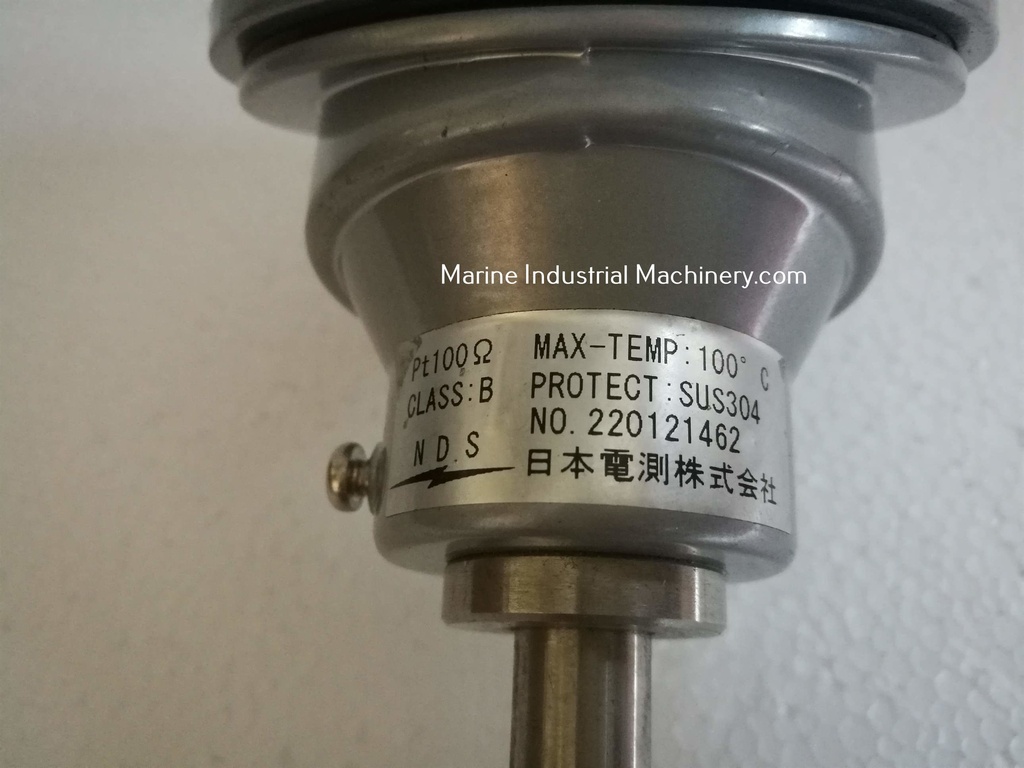 Marine Industrial Machinery.com
Pt100Ω MAX-TEMP:100°C
CLASS:B PROTECT:SUS304
NO.220121462
N D.S 日本電測株式会社